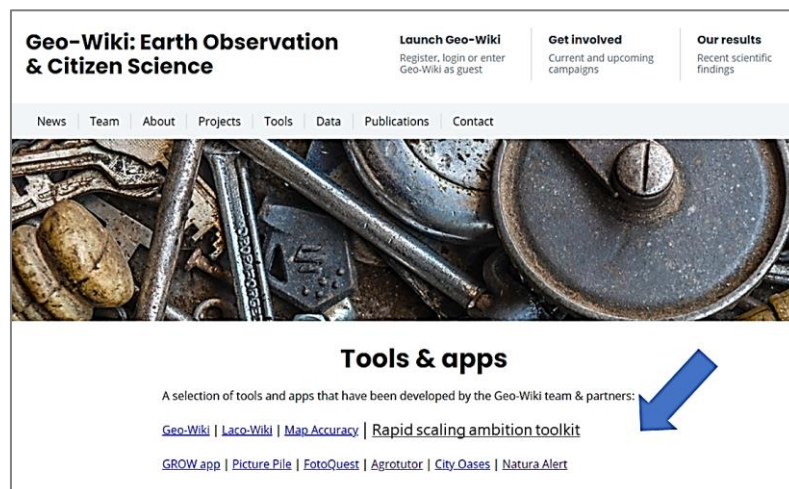 Geo-Wiki: Earth Observation
& Citizen Science
Launch Geo-Wiki
Register, login or enter
Geo-Wiki as guest
Get involved
Current and upcoming
campaigns
Our results
Recent scientific
findings
News | Team | About | Projects | Tools | Data | Publications | Contact
Tools & apps
A selection of tools and apps that have been developed by the Geo-Wiki team & partners:
Geo-Wiki | Laco-Wiki | Map Accuracy | Rapid scaling ambition toolkit
GROW app | Picture Pile | FotoQuest | Agrotutor | City Oases | Natura Alert